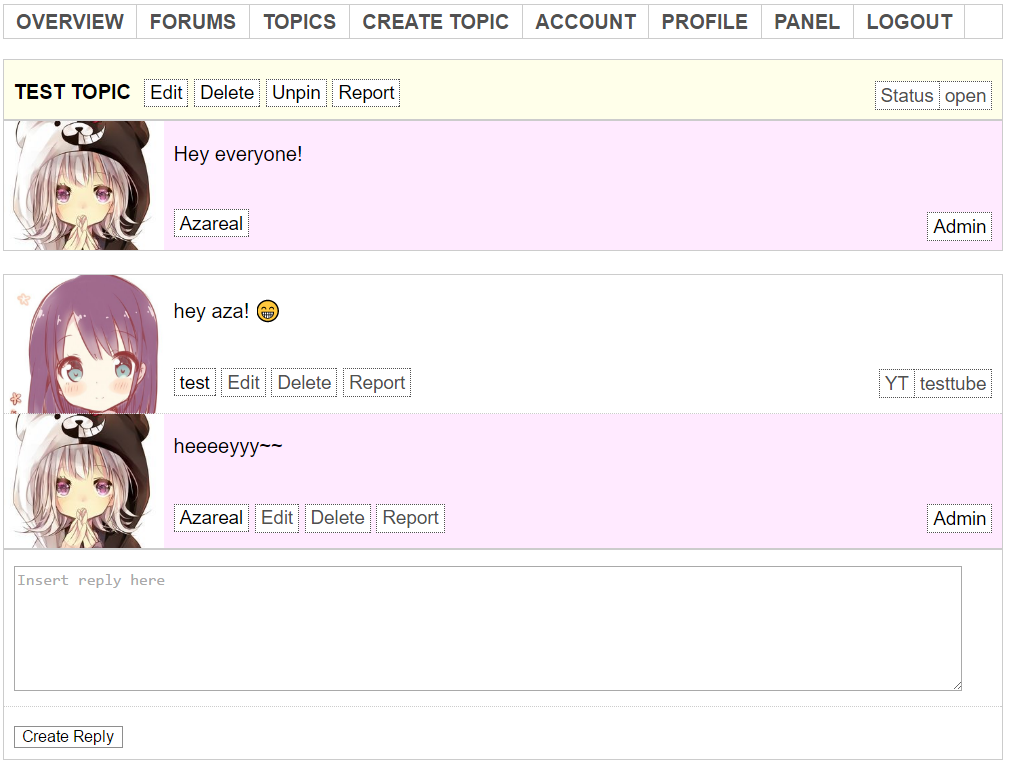 OVERVIEW FORUMS TOPICS CREATE TOPIC ACCOUNT PROFILE PANEL LOGOUT
TEST TOPIC Edit Delete Unpin Report Status open
Hey everyone!
Azareal Admin
hey aza! 😁
test Edit Delete Report YT testtube
heeeeyyy~~
Azareal Edit Delete Report Admin
Insert reply here
Create Reply